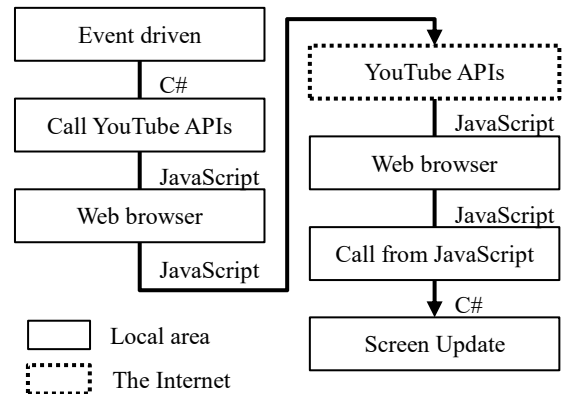 Event driven
C#
Call YouTube APIs
JavaScript
Web browser
JavaScript
YouTube APIs
JavaScript
Web browser
JavaScript
Call from JavaScript
C#
Screen Update
Local area
The Internet